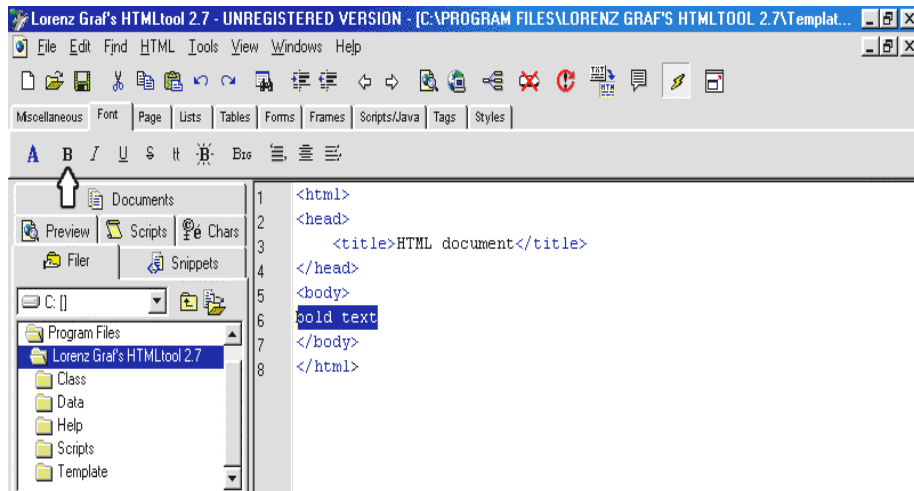 Lorenz Graf's HTMLtool 2.7 - UNREGISTERED VERSION - [C:\PROGRAM FILES\LORENZ GRAF'S HTMLTOOL 2.7\Templat...
File Edit Find HTML Tools View Windows Help
Miscellaneous Font Page Lists Tables Forms Frames Scripts/Java Tags Styles
A B I U S tt B BIG
Documents
Preview Scripts Chars
Filer Snippets
C: []
Program Files
Lorenz Graf's HTMLtool 2.7
Class
Data
Help
Scripts
Template
1 <html>
2 <head>
3 <title>HTML document</title>
4 </head>
5 <body>
6 bold text
7 </body>
8 </html>